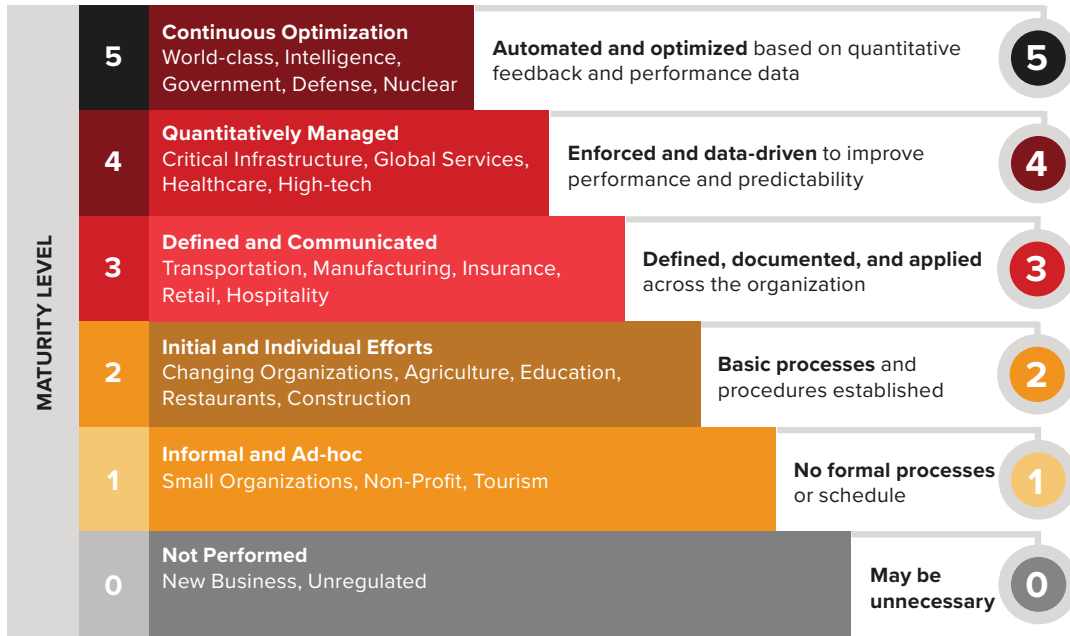 MATURITY LEVEL
5
Continuous Optimization
World-class, Intelligence,
Government, Defense, Nuclear
Automated and optimized based on quantitative
feedback and performance data
5
4
Quantitatively Managed
Critical Infrastructure, Global Services,
Healthcare, High-tech
Enforced and data-driven to improve
performance and predictability
4
3
Defined and Communicated
Transportation, Manufacturing, Insurance,
Retail, Hospitality
Defined, documented, and applied
across the organization
3
2
Initial and Individual Efforts
Changing Organizations, Agriculture, Education,
Restaurants, Construction
Basic processes and
procedures established
2
1
Informal and Ad-hoc
Small Organizations, Non-Profit, Tourism
No formal processes
or schedule
1
0
Not Performed
New Business, Unregulated
May be
unnecessary
0